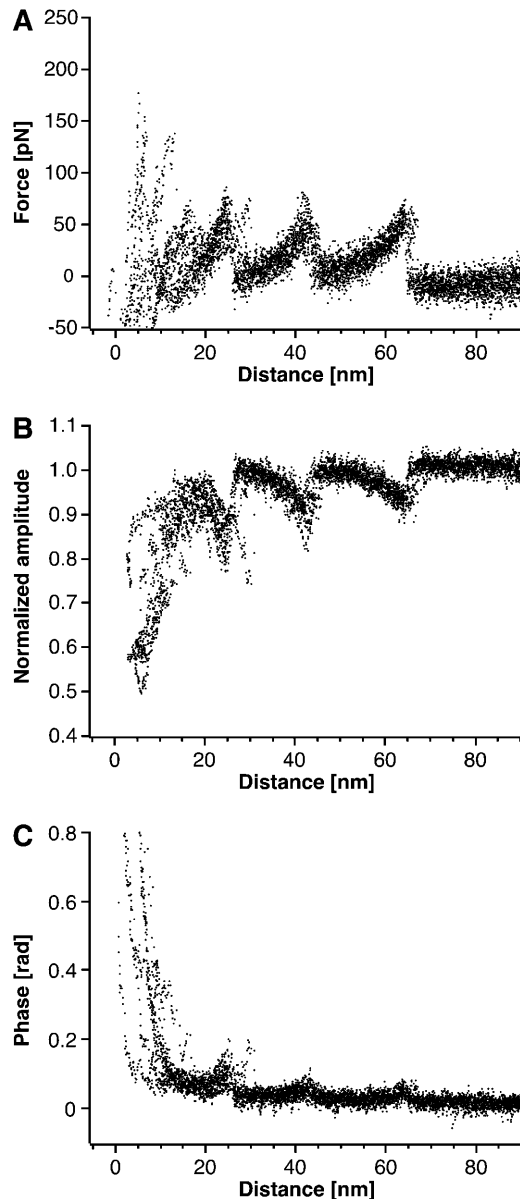 A
250
200
150
100
50
0
-50
Force [pN]
0 20 40 60 80
Distance [nm]
B
1.1
1.0
0.9
0.8
0.7
0.6
0.5
0.4
Normalized amplitude
0 20 40 60 80
Distance [nm]
C
0.8
0.6
0.4
0.2
0
Phase [rad]
0 20 40 60 80
Distance [nm]